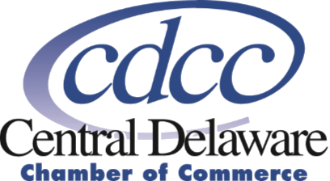 cdcc
Central Delaware
Chamber of Commerce